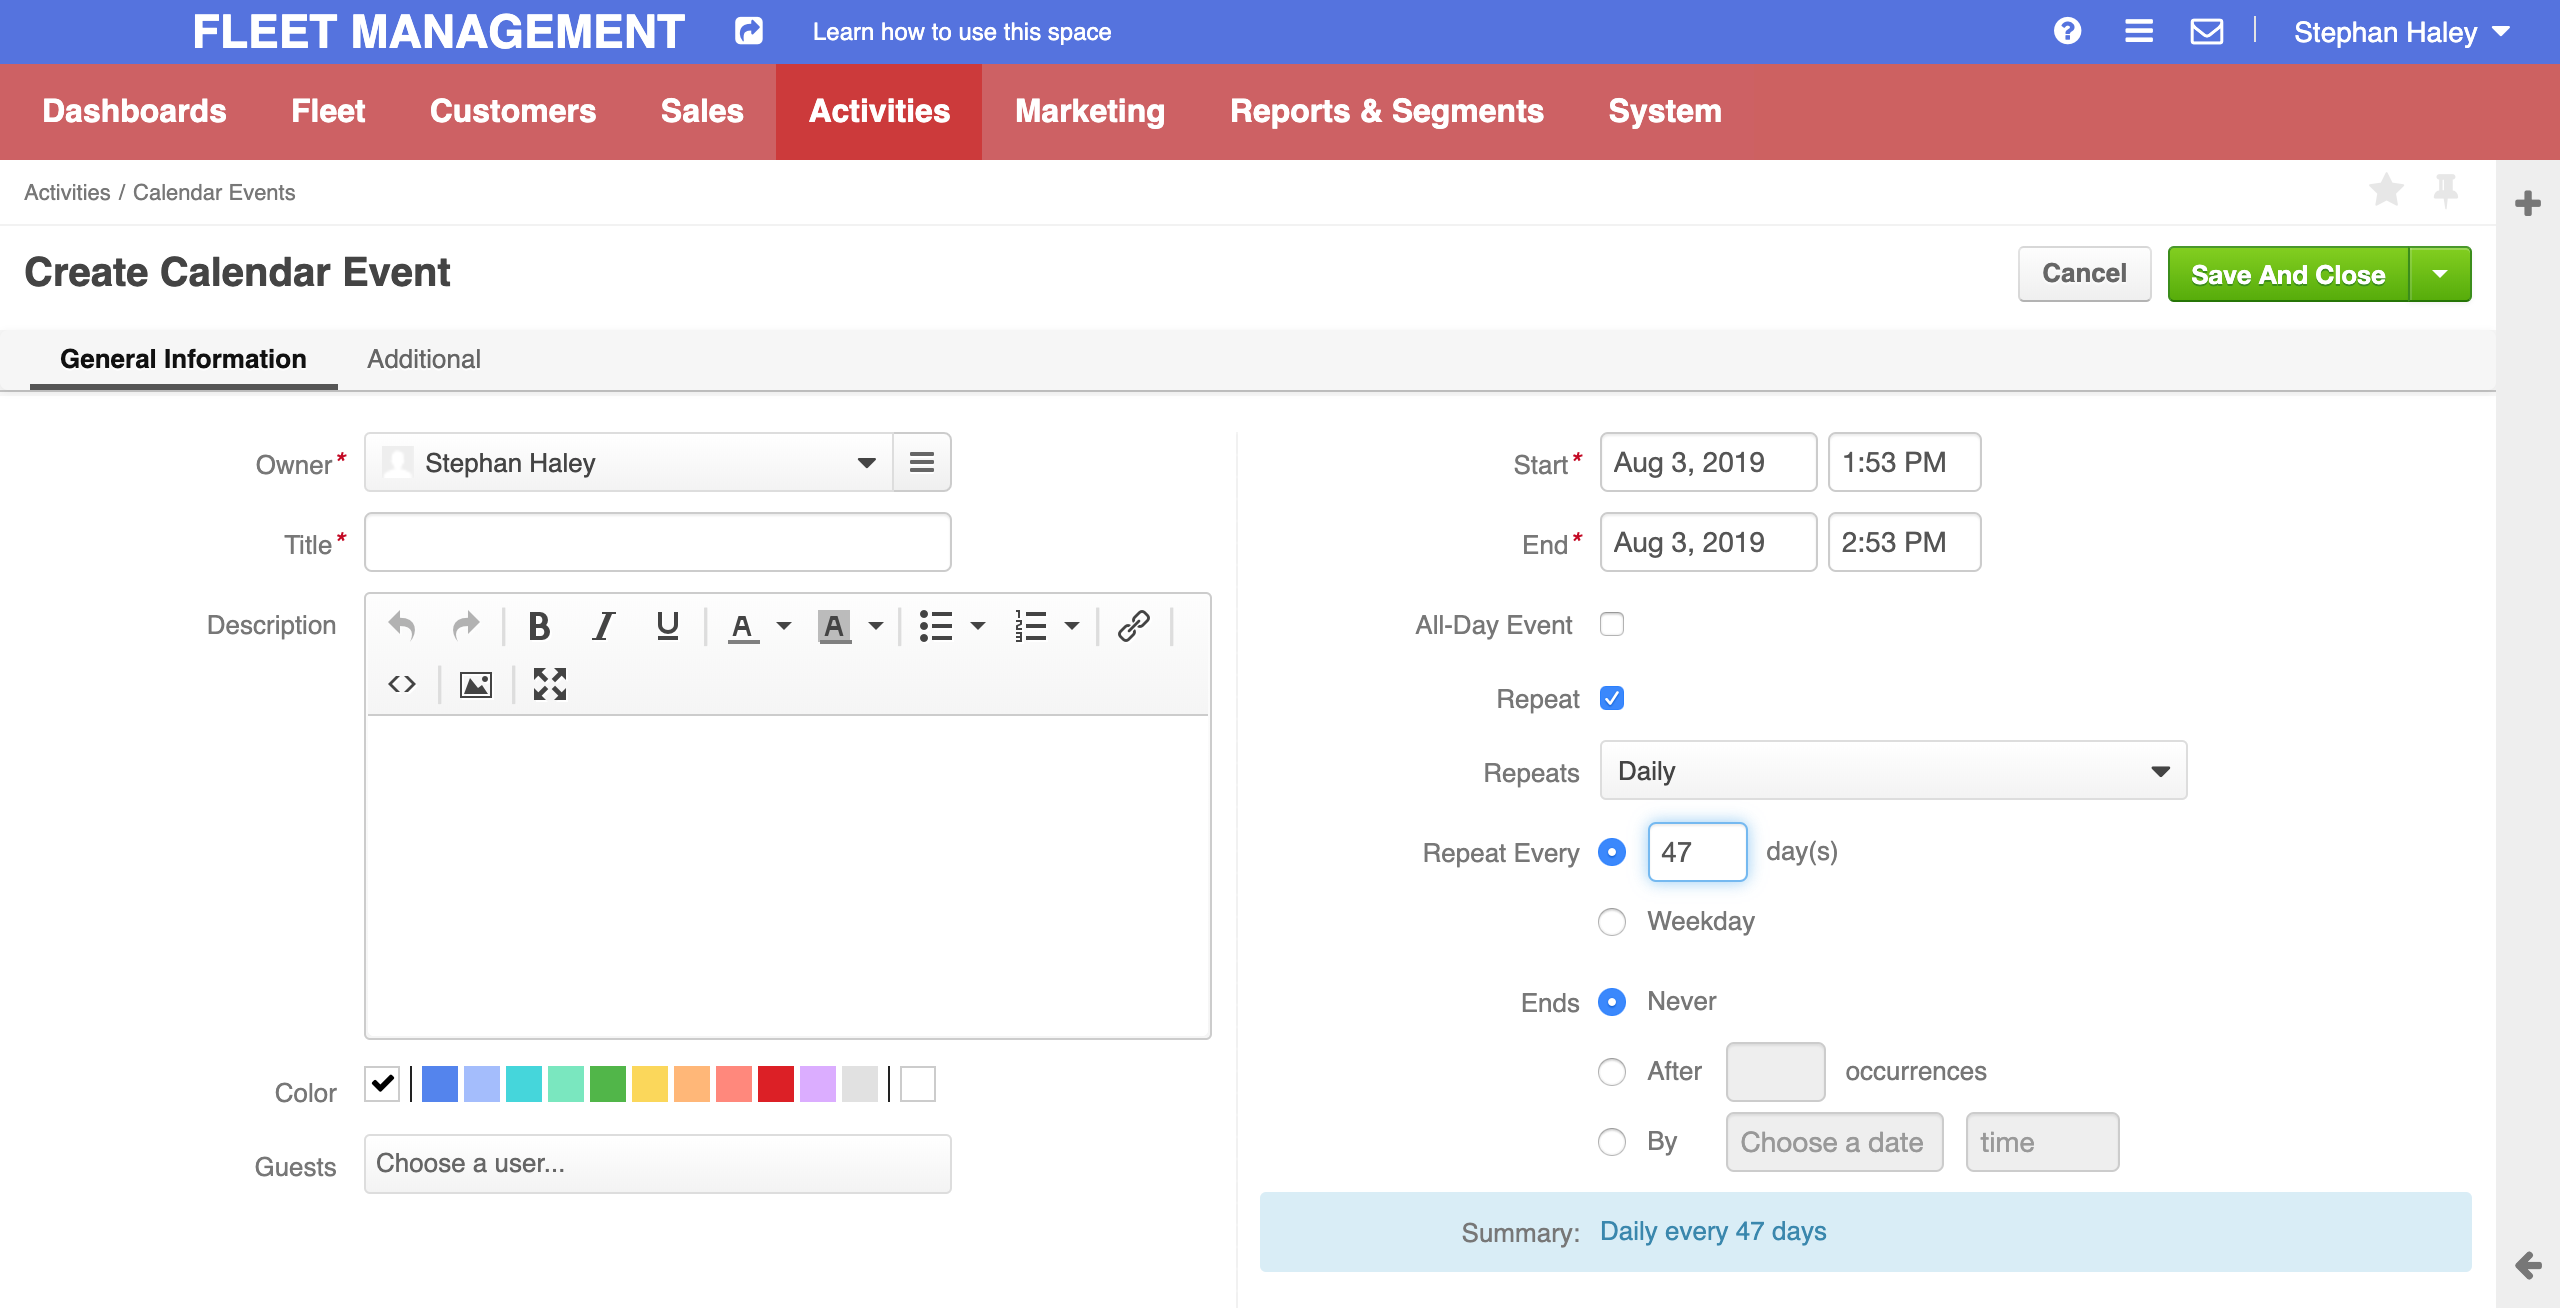 FLEET MANAGEMENT Learn how to use this space Stephan Haley
Dashboards Fleet Customers Sales Activities Marketing Reports & Segments System
Activities / Calendar Events
Create Calendar Event Cancel Save And Close
General Information Additional
Owner* Stephan Haley
Title*
Description
Color
Guests Choose a user...
Start* Aug 3, 2019 1:53 PM
End* Aug 3, 2019 2:53 PM
All-Day Event
Repeat
Repeats Daily
Repeat Every 47 day(s)
Weekday
Ends Never
After occurrences
By Choose a date time
Summary: Daily every 47 days